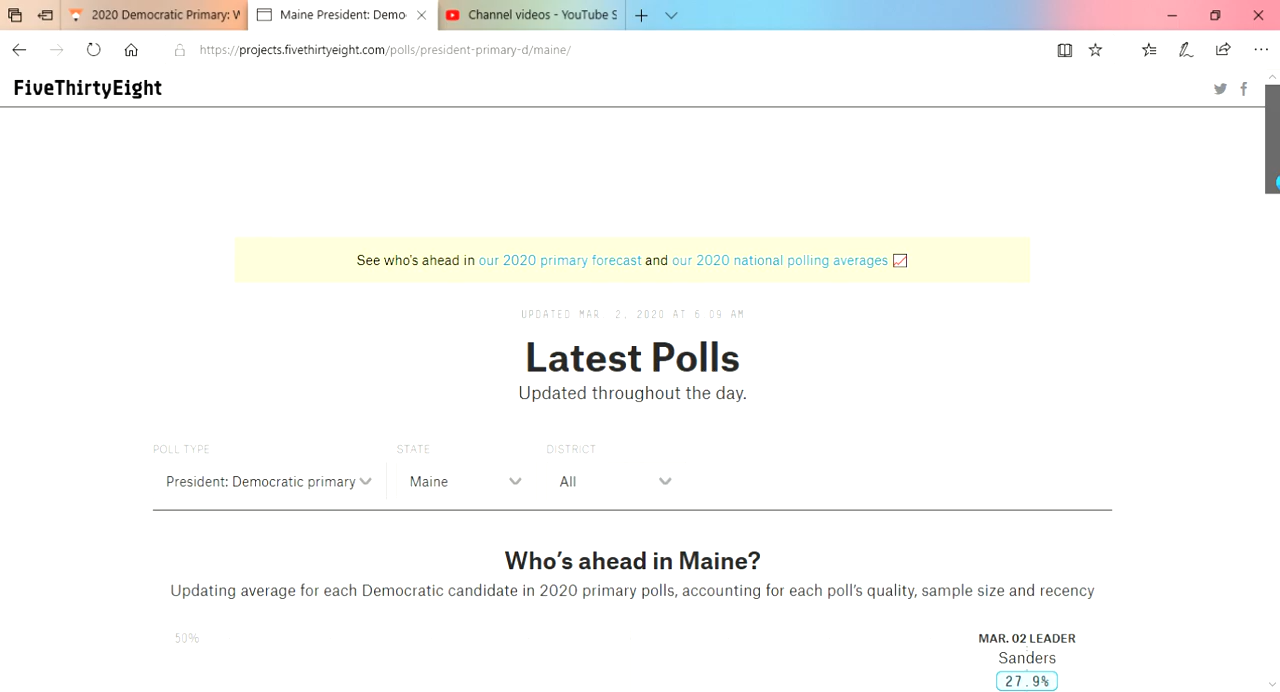 2020 Democratic Primary: W
Maine President: Demo
Channel videos - YouTube S
https://projects.fivethirtyeight.com/polls/president-primary-d/maine/
FiveThirtyEight
See who's ahead in our 2020 primary forecast and our 2020 national polling averages
UPDATED MAR 2, 2020 AT 6 09 AM
Latest Polls
Updated throughout the day.
POLL TYPE STATE DISTRICT
President: Democratic primary Maine All
Who's ahead in Maine?
Updating average for each Democratic candidate in 2020 primary polls, accounting for each poll's quality, sample size and recency
50% MAR. 02 LEADER
Sanders
27.9%